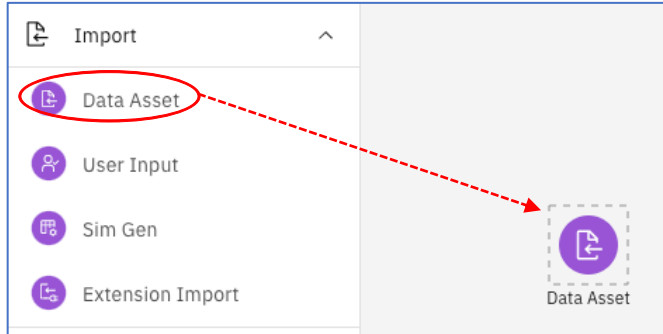 Import
Data Asset
User Input
Sim Gen
Extension Import
Data Asset